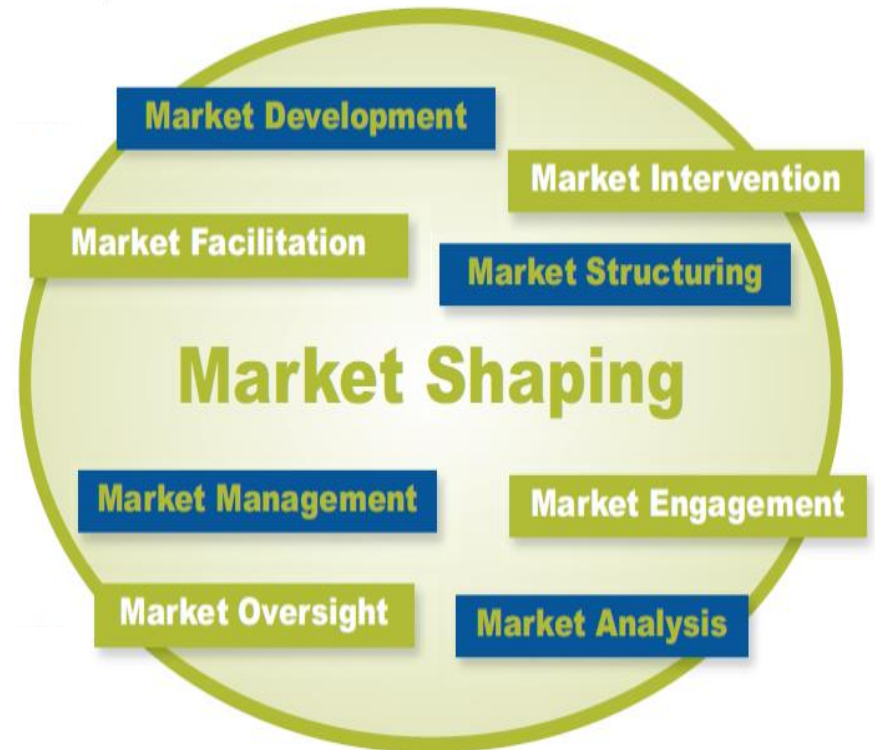 Market Development
Market Intervention
Market Facilitation
Market Structuring
Market Shaping
Market Management
Market Engagement
Market Oversight
Market Analysis